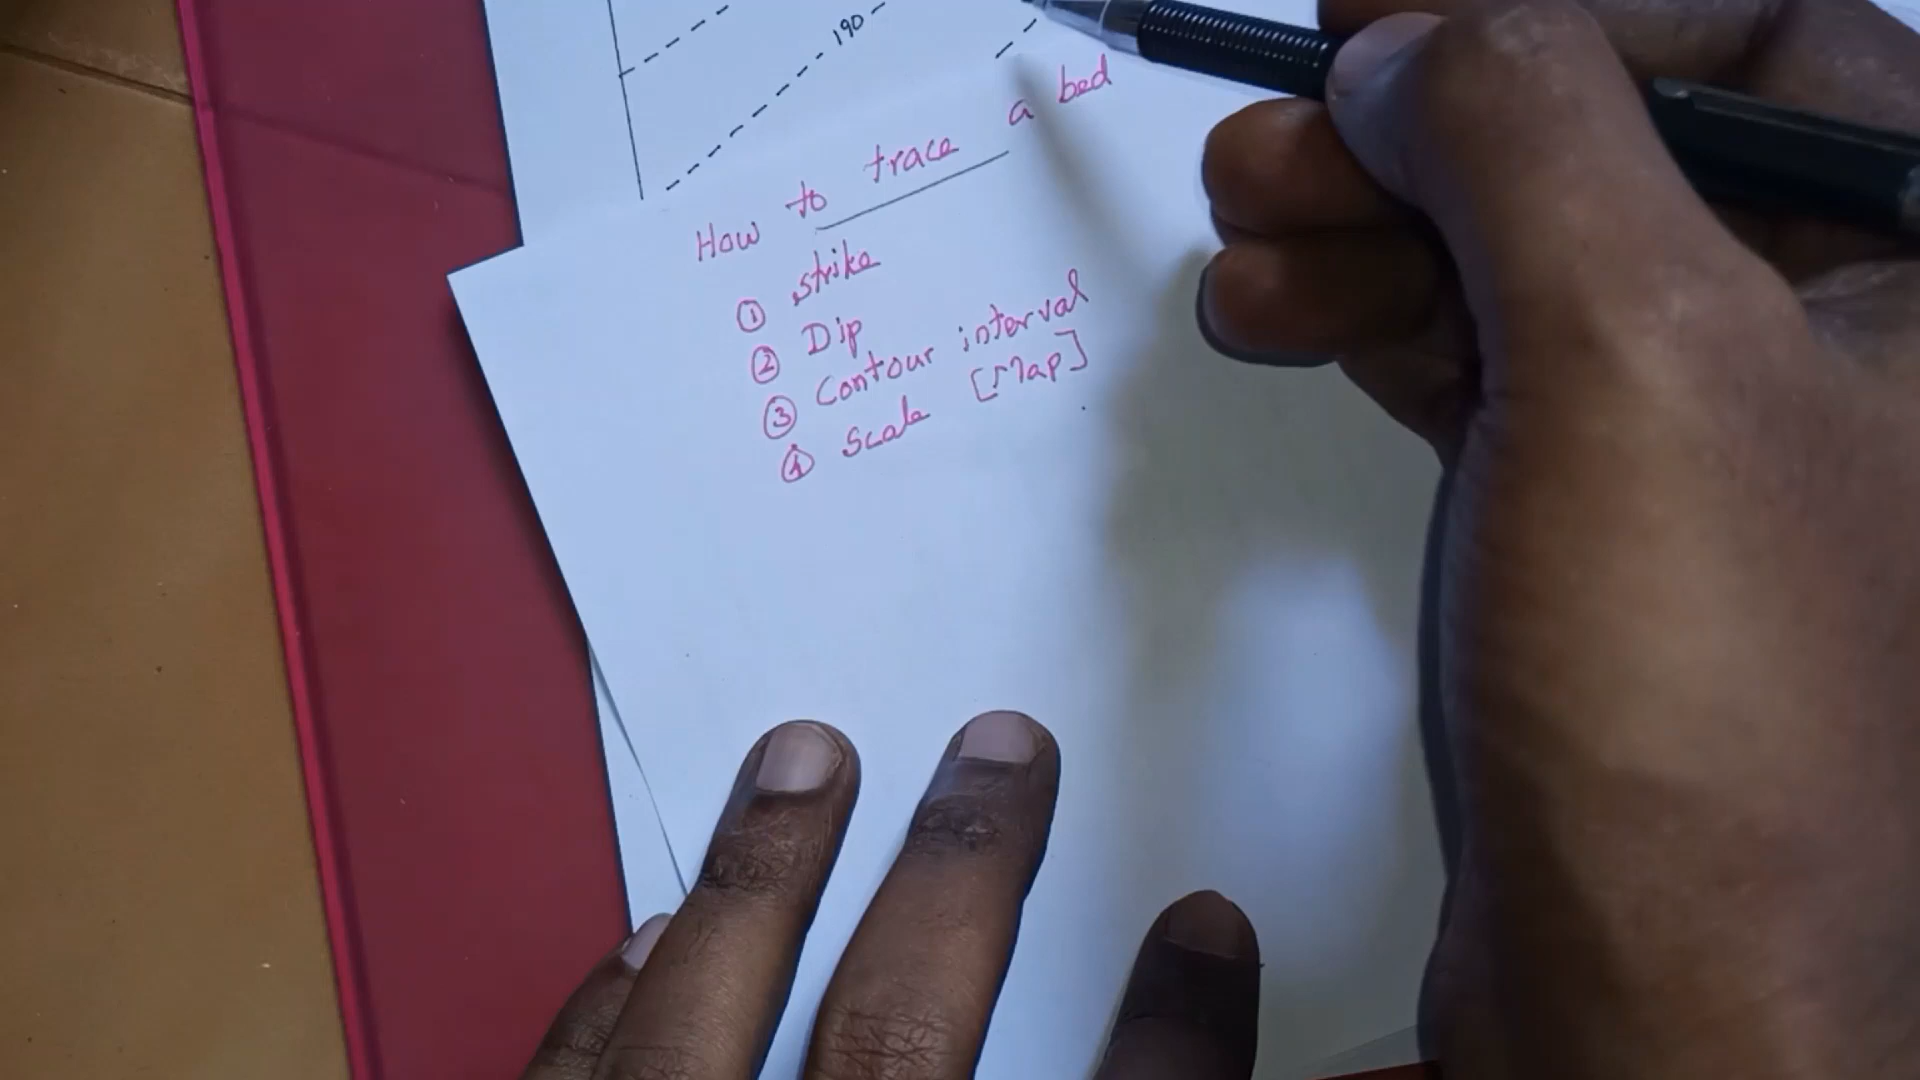 190
How to trace a bed
① strike
② Dip
③ Contour interval
④ Scale [Map]